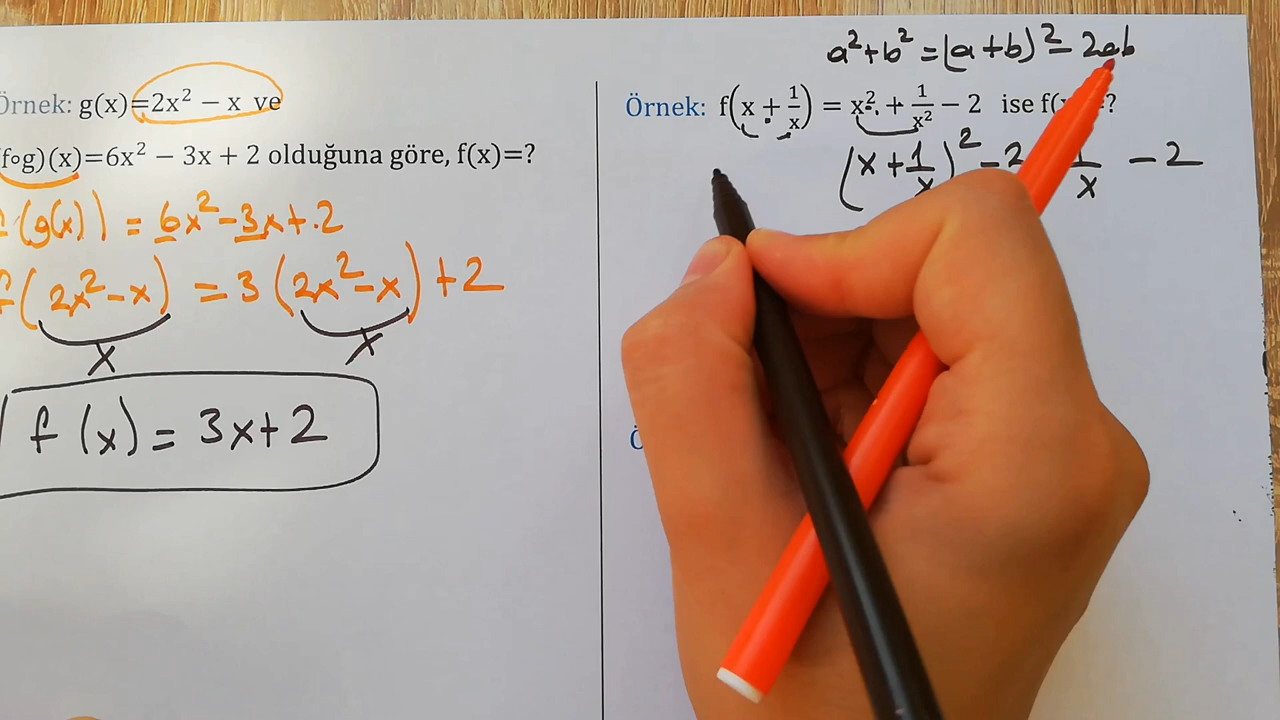 Örnek: g(x)=2x² − x ve
(f∘g)(x)=6x² − 3x + 2 olduğuna göre, f(x)=?
(g(x)) = 6x² − 3x + 2
f(2x² − x) = 3(2x² − x) + 2
x x
f(x) = 3x + 2
a² + b² = (a + b)² − 2ab
Örnek: f(x + 1/x) = x² + 1/x² − 2 ise ?
(x + 1/x)² − 2 1/x − 2